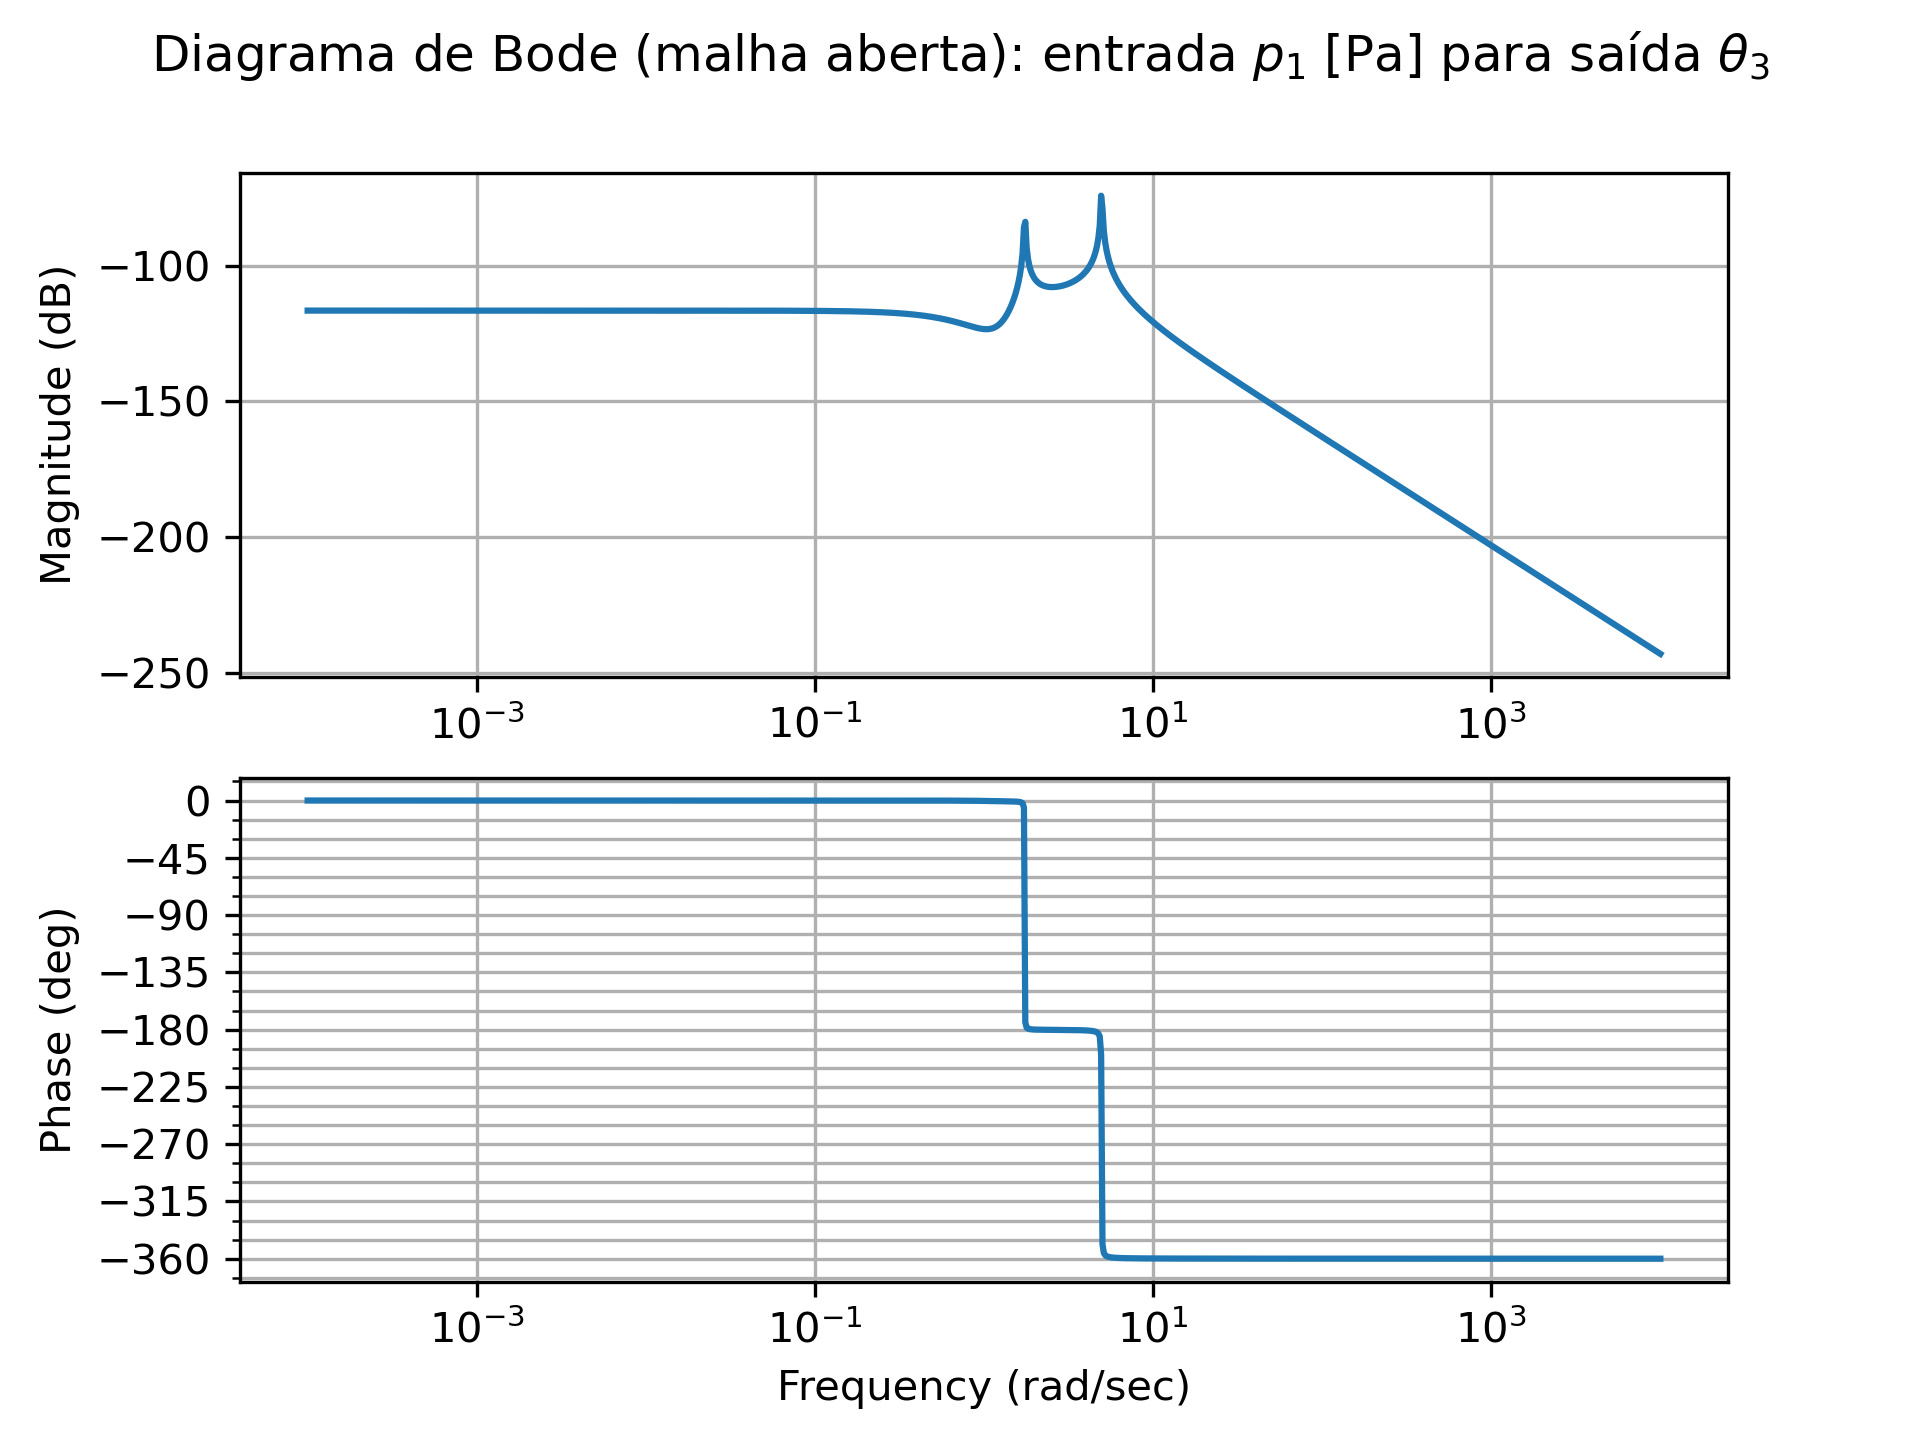 Diagrama de Bode (malha aberta): entrada p₁ [Pa] para saída θ₃
Magnitude (dB)
−100
−150
−200
−250
10⁻³ 10⁻¹ 10¹ 10³
Phase (deg)
0
−45
−90
−135
−180
−225
−270
−315
−360
10⁻³ 10⁻¹ 10¹ 10³
Frequency (rad/sec)